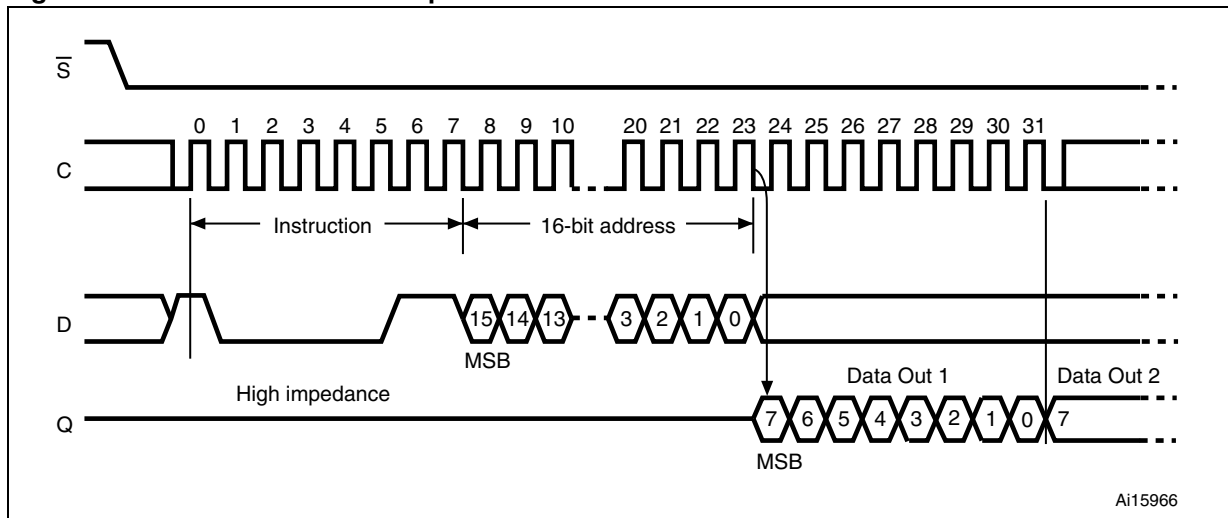 S
0 1 2 3 4 5 6 7 8 9 10 20 21 22 23 24 25 26 27 28 29 30 31
C
Instruction 16-bit address
D 15 14 13 3 2 1 0
MSB
Data Out 1 Data Out 2
High impedance
Q 7 6 5 4 3 2 1 0 7
MSB
Ai15966